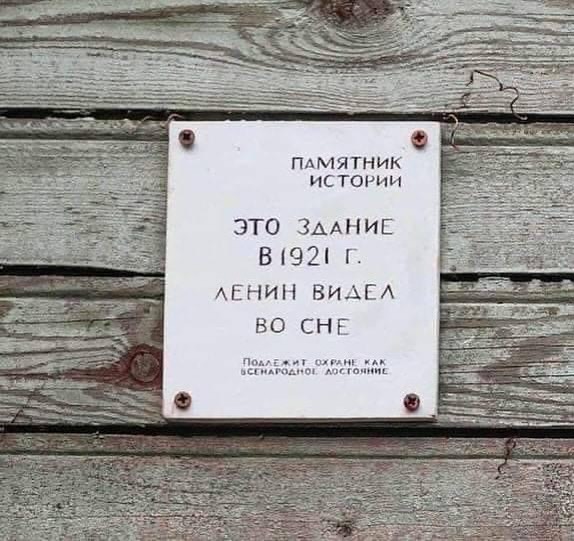 ПАМЯТНИК
ИСТОРИИ
ЭТО ЗДАНИЕ
В 1921 Г.
ЛЕНИН ВИДЕЛ
ВО СНЕ
ПОДЛЕЖИТ ОХРАНЕ КАК
ВСЕНАРОДНОЕ ДОСТОЯНИЕ